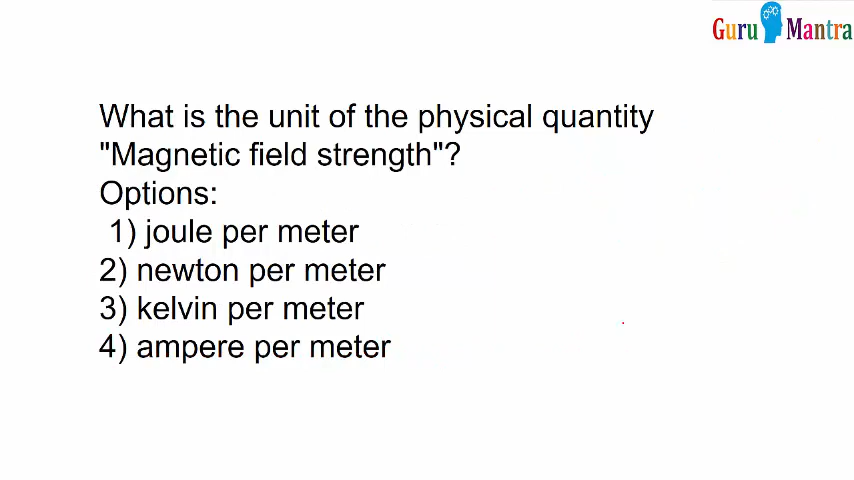 Guru Mantra
What is the unit of the physical quantity
"Magnetic field strength"?
Options:
1) joule per meter
2) newton per meter
3) kelvin per meter
4) ampere per meter